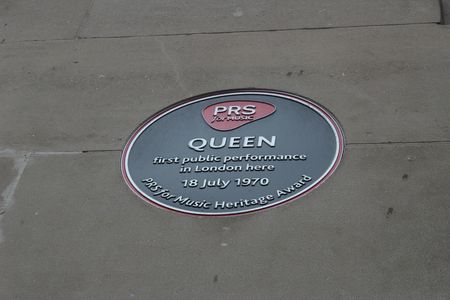 PRS
for MUSIC
QUEEN
first public performance
in London here
18 July 1970
PRS for Music Heritage Award